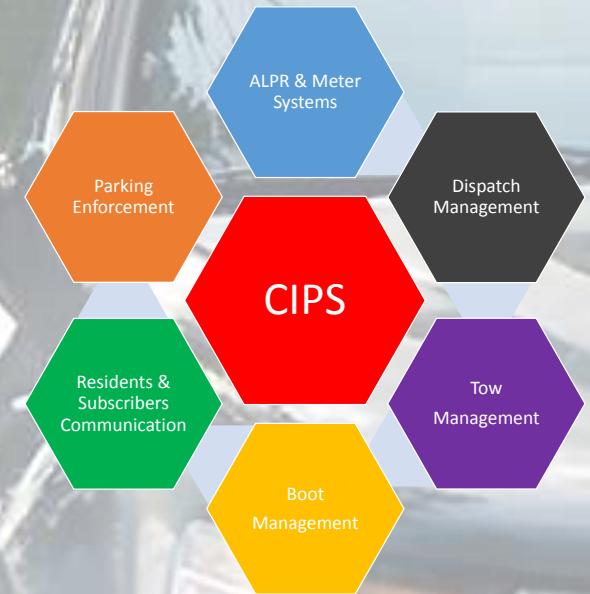 ALPR & Meter
Systems
Parking
Enforcement
Dispatch
Management
CIPS
Residents &
Subscribers
Communication
Tow
Management
Boot
Management